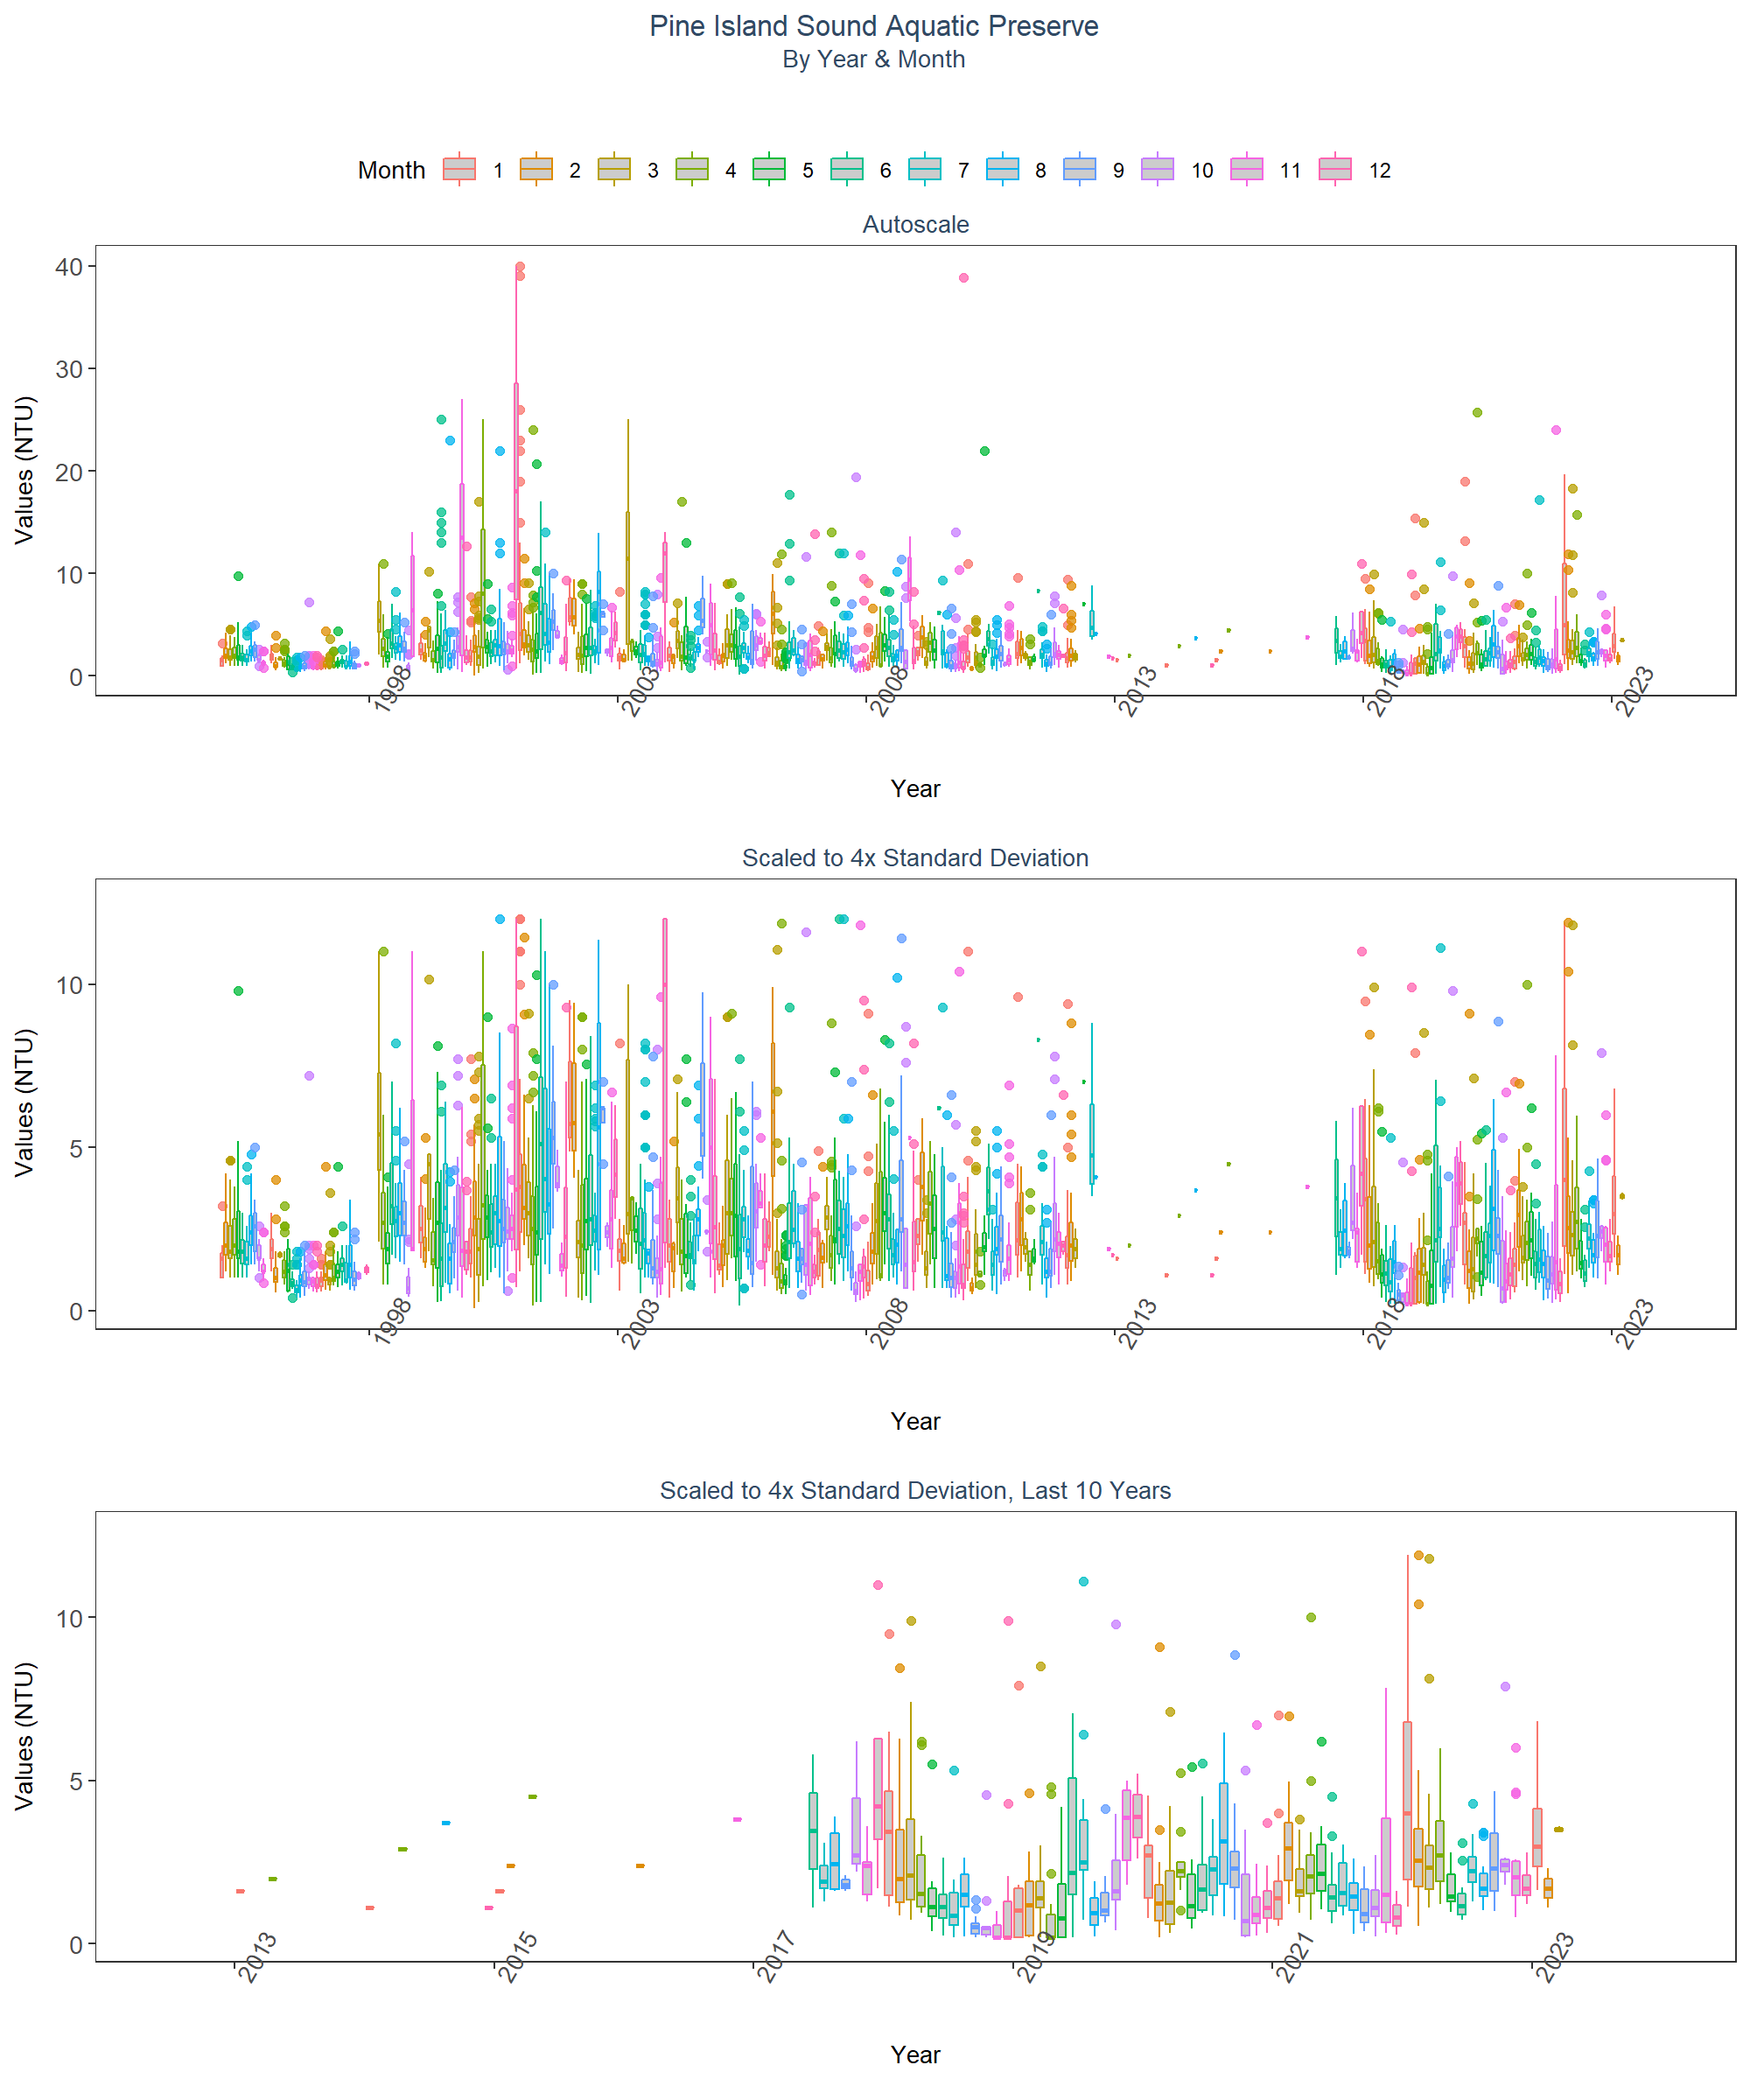 Pine Island Sound Aquatic Preserve
By Year & Month
Month 1 2 3 4 5 6 7 8 9 10 11 12
Autoscale
Values (NTU)
40
30
20
10
0
1998 2003 2008 2013 2018 2023
Year
Scaled to 4x Standard Deviation
Values (NTU)
10
5
0
1998 2003 2008 2013 2018 2023
Year
Scaled to 4x Standard Deviation, Last 10 Years
Values (NTU)
10
5
0
2013 2015 2017 2019 2021 2023
Year